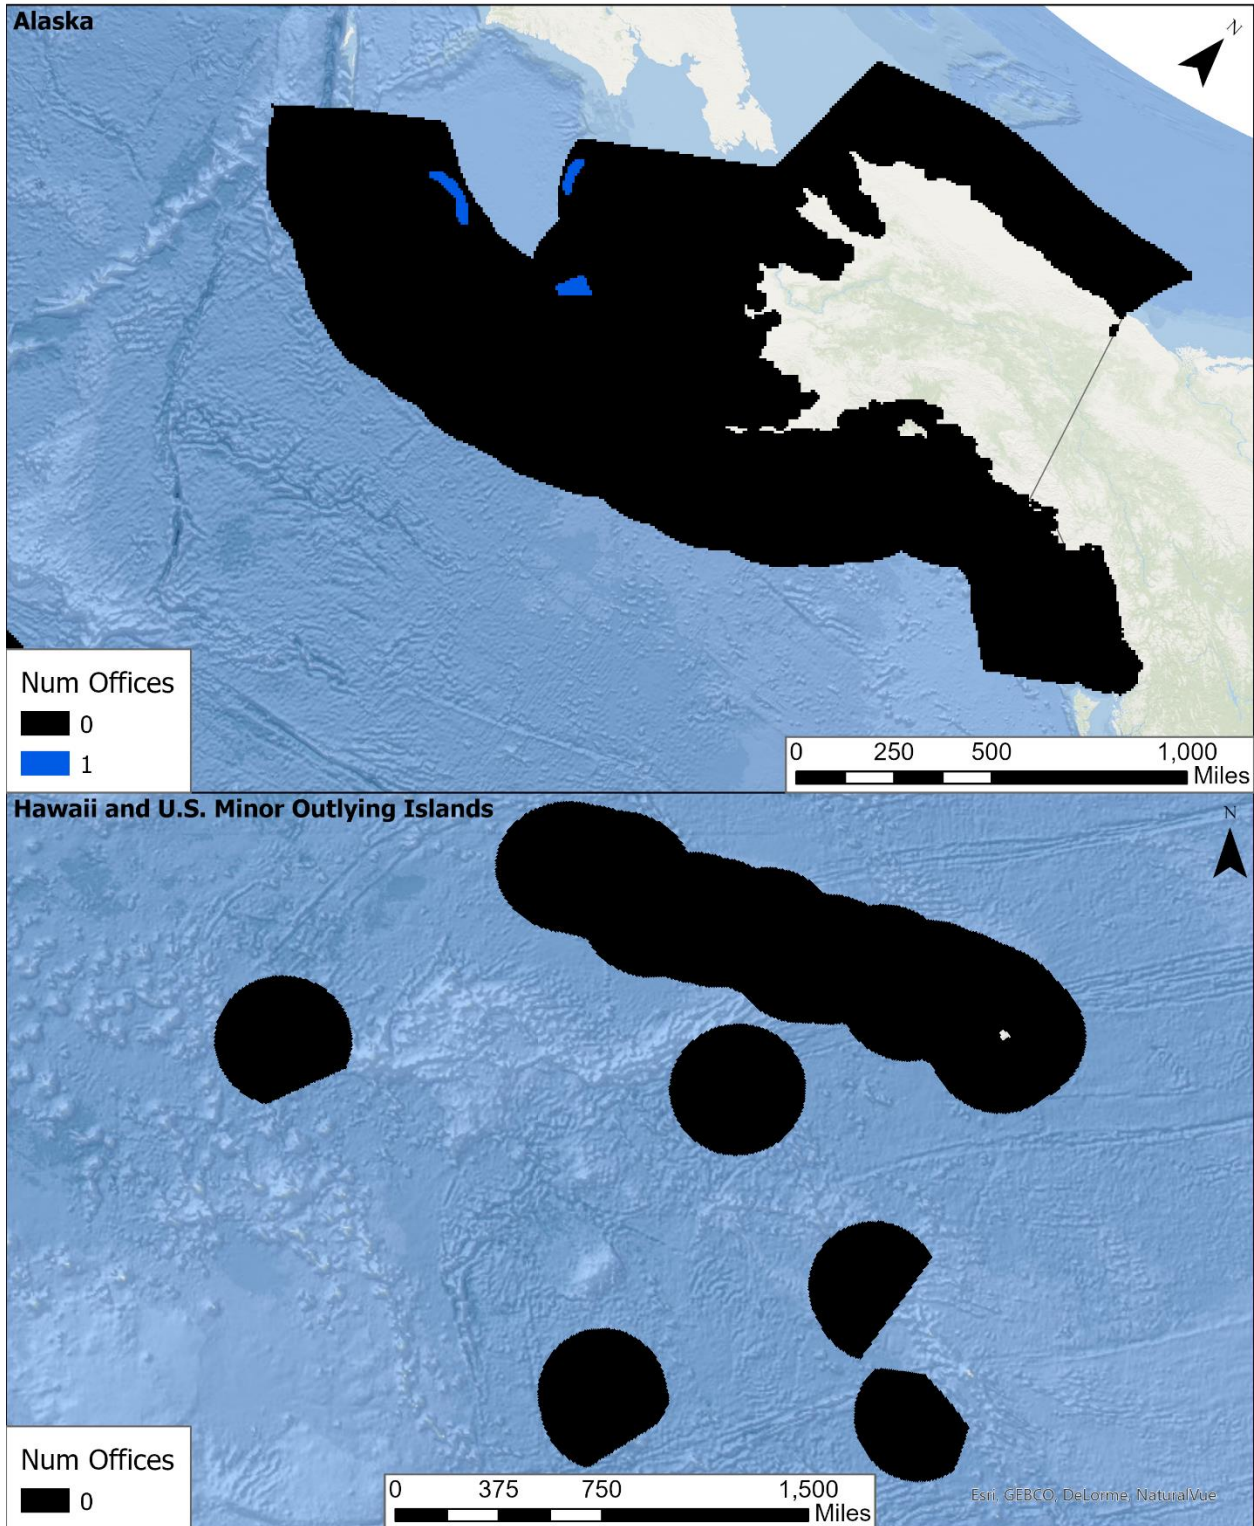 Alaska
N
Num Offices
0
1
0 250 500 1,000
Miles
Hawaii and U.S. Minor Outlying Islands
N
Num Offices
0
0 375 750 1,500
Miles
Esri, GEBCO, DeLorme, NaturalVue